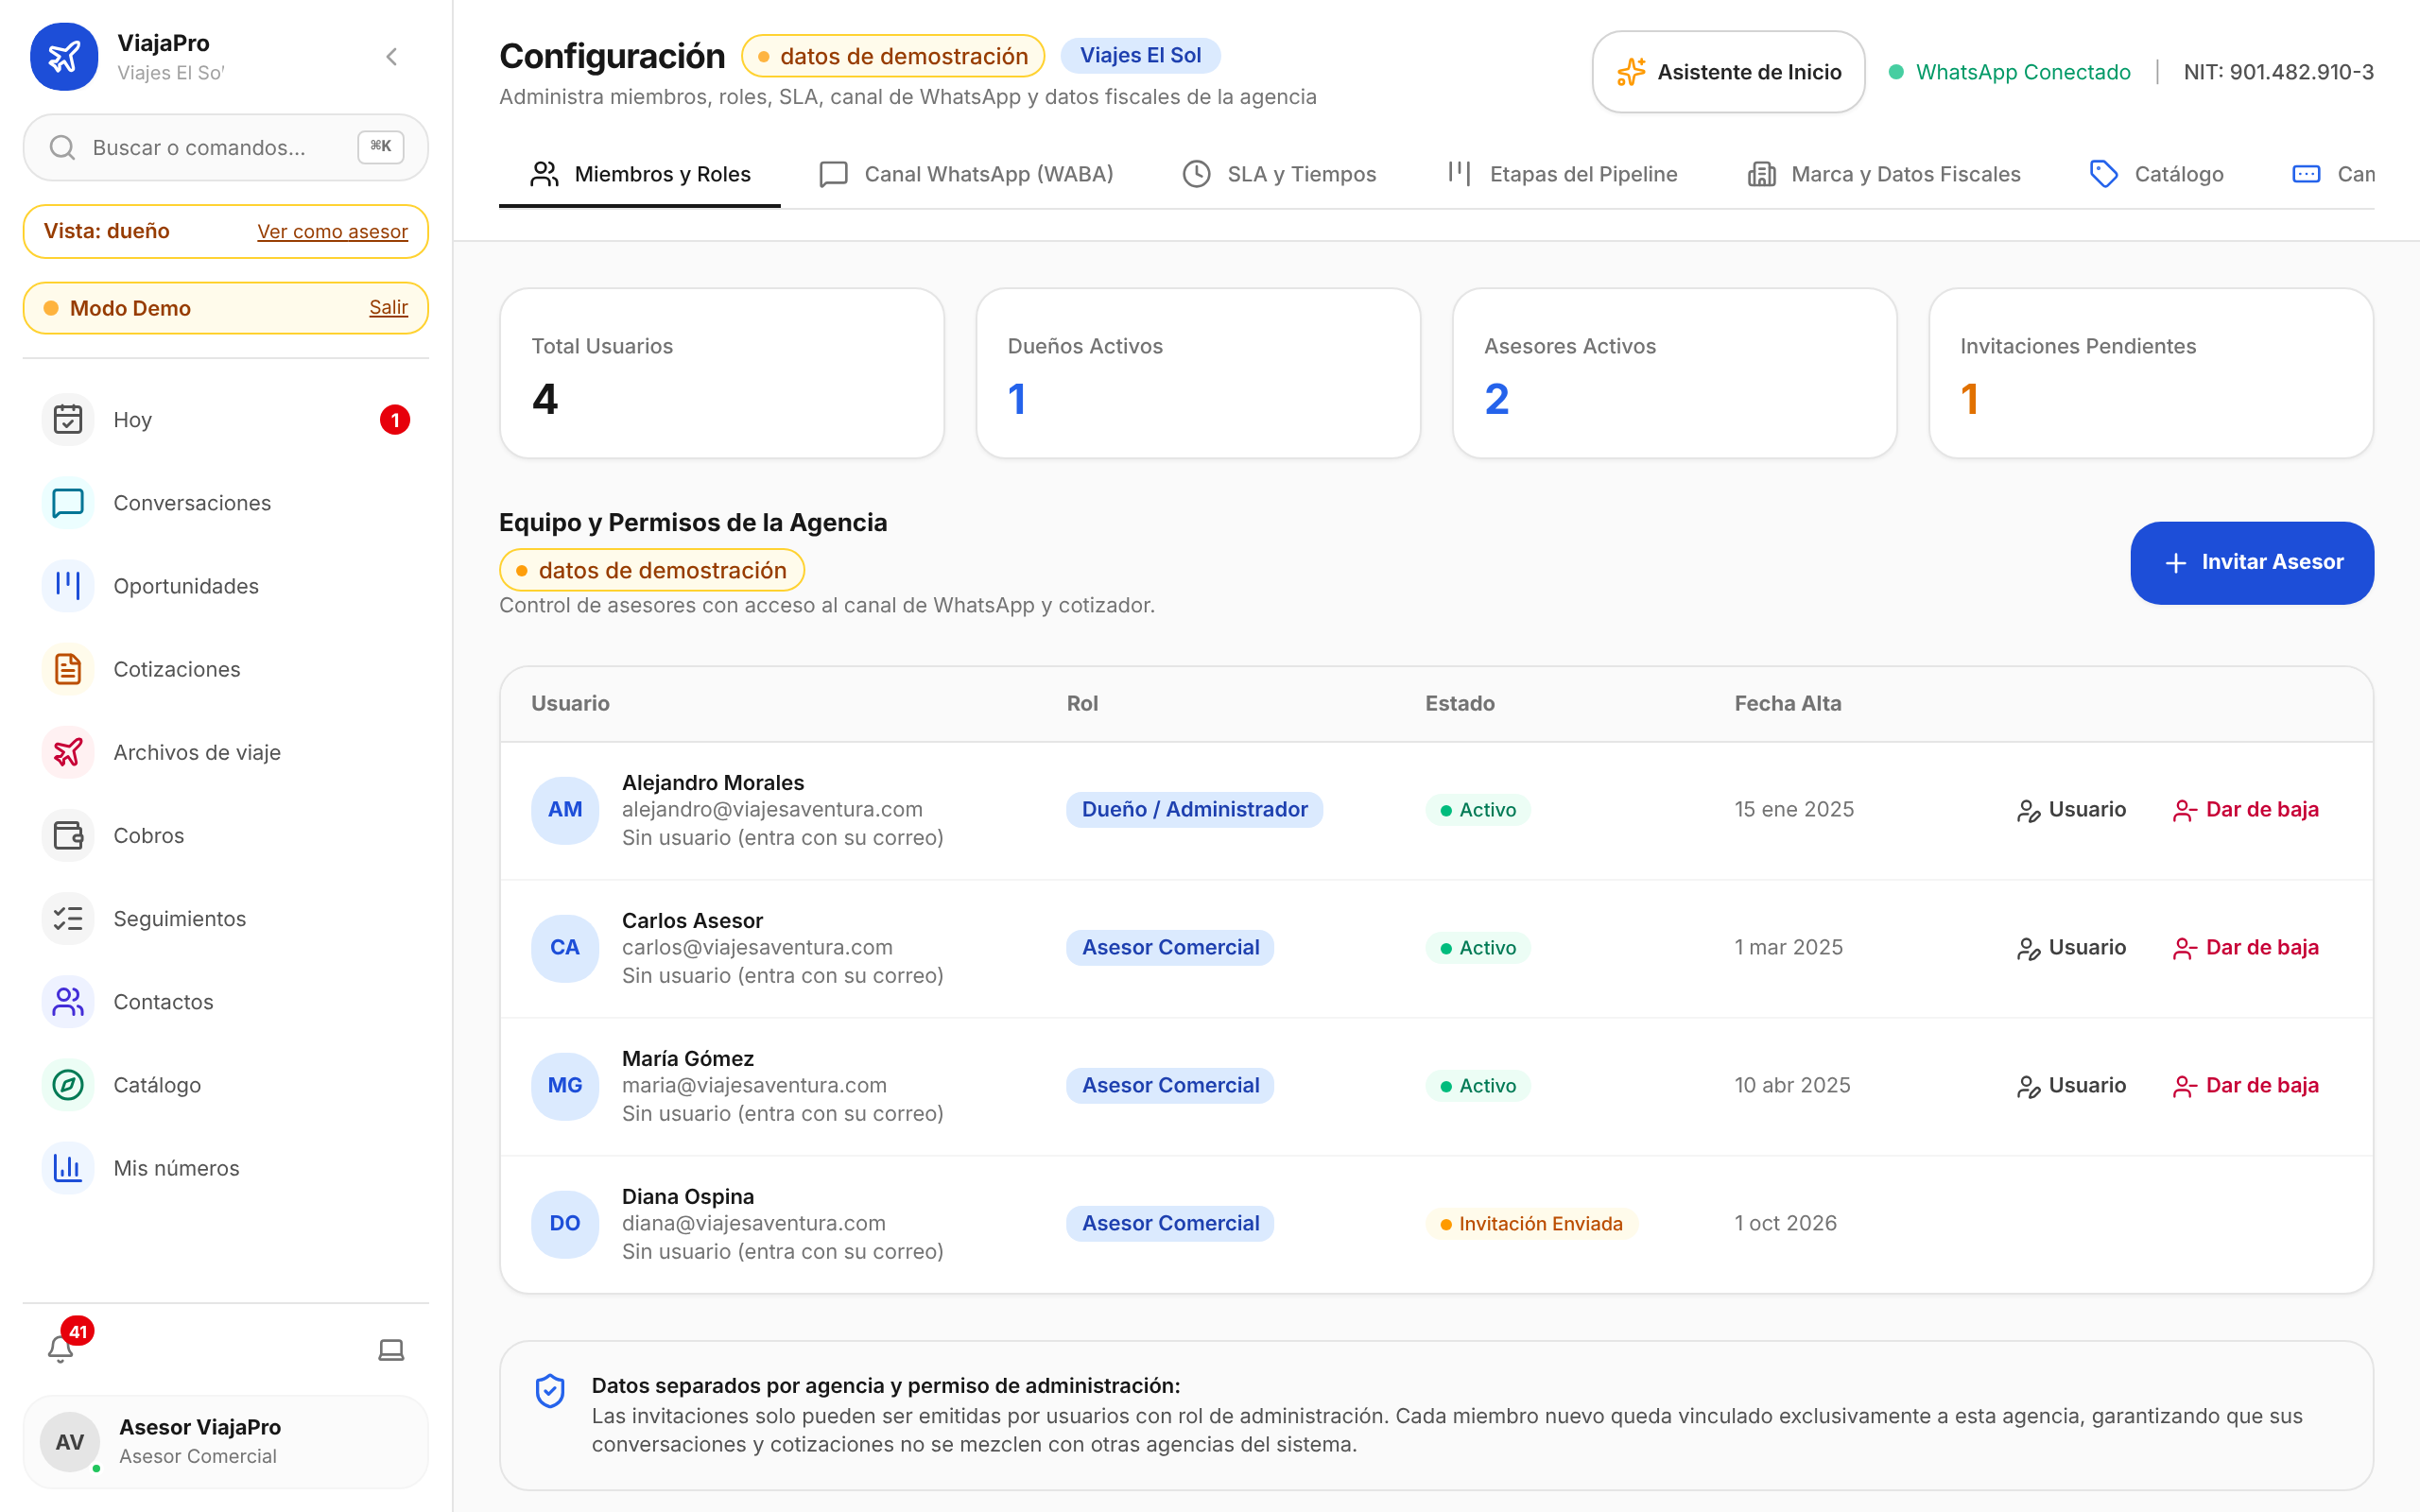 ViajaPro
Viajes El So
Buscar o comandos...
⌘K
Vista: dueño
Ver como asesor
Modo Demo
Salir
Hoy
1
Conversaciones
Oportunidades
Cotizaciones
Archivos de viaje
Cobros
Seguimientos
Contactos
Catálogo
Mis números
41
AV
Asesor ViajaPro
Asesor Comercial
Configuración
datos de demostración
Viajes El Sol
Administra miembros, roles, SLA, canal de WhatsApp y datos fiscales de la agencia
Asistente de Inicio
WhatsApp Conectado
NIT: 901.482.910-3
Miembros y Roles
Canal WhatsApp (WABA)
SLA y Tiempos
Etapas del Pipeline
Marca y Datos Fiscales
Catálogo
Can
Total Usuarios
4
Dueños Activos
1
Asesores Activos
2
Invitaciones Pendientes
1
Equipo y Permisos de la Agencia
datos de demostración
Control de asesores con acceso al canal de WhatsApp y cotizador.
Invitar Asesor
Usuario Rol Estado Fecha Alta
AM
Alejandro Morales
alejandro@viajesaventura.com
Sin usuario (entra con su correo)
Dueño / Administrador
Activo
15 ene 2025
Usuario
Dar de baja
CA
Carlos Asesor
carlos@viajesaventura.com
Sin usuario (entra con su correo)
Asesor Comercial
Activo
1 mar 2025
Usuario
Dar de baja
MG
María Gómez
maria@viajesaventura.com
Sin usuario (entra con su correo)
Asesor Comercial
Activo
10 abr 2025
Usuario
Dar de baja
DO
Diana Ospina
diana@viajesaventura.com
Sin usuario (entra con su correo)
Asesor Comercial
Invitación Enviada
1 oct 2026
Datos separados por agencia y permiso de administración:
Las invitaciones solo pueden ser emitidas por usuarios con rol de administración. Cada miembro nuevo queda vinculado exclusivamente a esta agencia, garantizando que sus
conversaciones y cotizaciones no se mezclen con otras agencias del sistema.